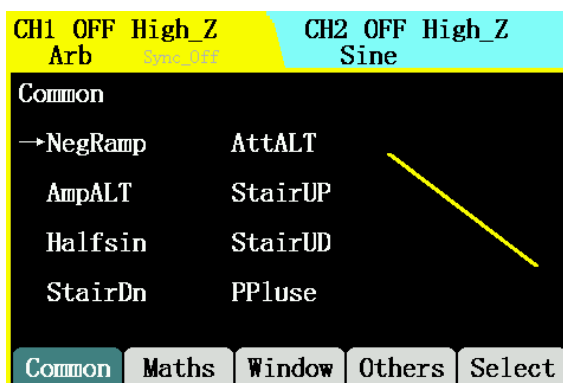 CH1 OFF High_Z CH2 OFF High_Z
Arb Sync_Off Sine
Common
→NegRamp AttALT
AmpALT StairUP
Halfsin StairUD
StairDn PPluse
Common Maths Window Others Select